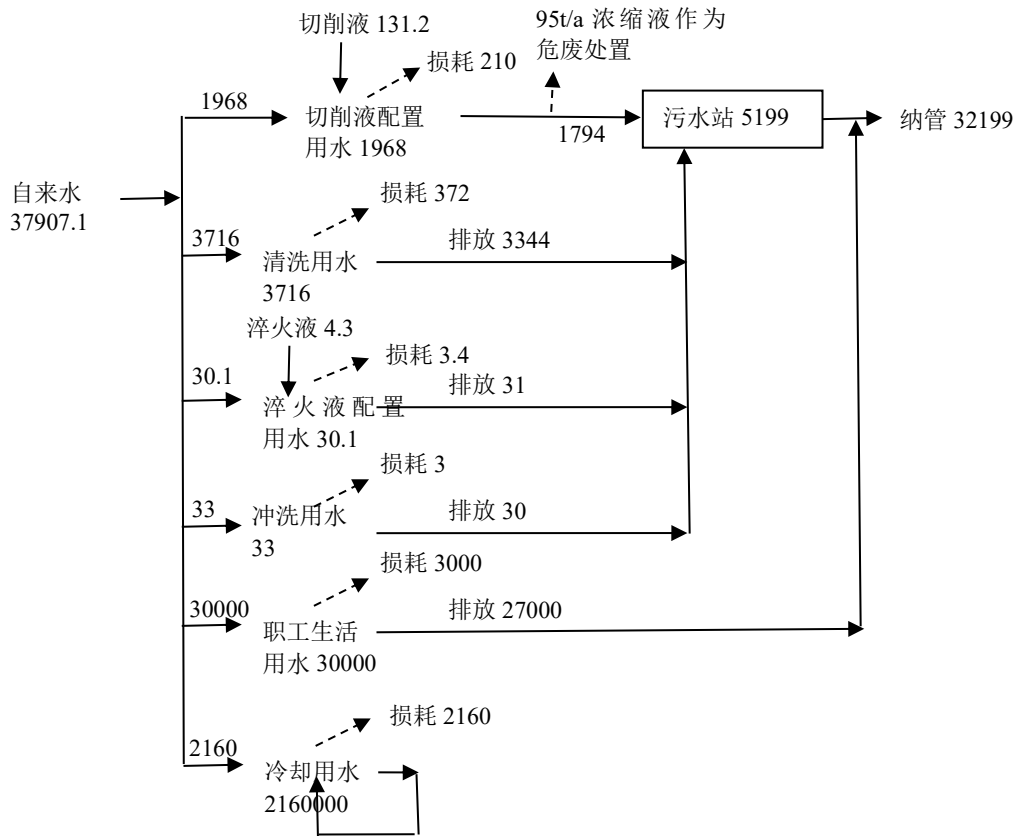 切削液 131.2
95t/a 浓缩液作为
危废处置
损耗 210
1968
切削液配置
用水 1968
1794
污水站 5199
纳管 32199
自来水
37907.1
损耗 372
3716
排放 3344
清洗用水
3716
淬火液 4.3
损耗 3.4
30.1
排放 31
淬火液配置
用水 30.1
损耗 3
33
排放 30
冲洗用水
33
损耗 3000
30000
排放 27000
职工生活
用水 30000
损耗 2160
2160
冷却用水
2160000